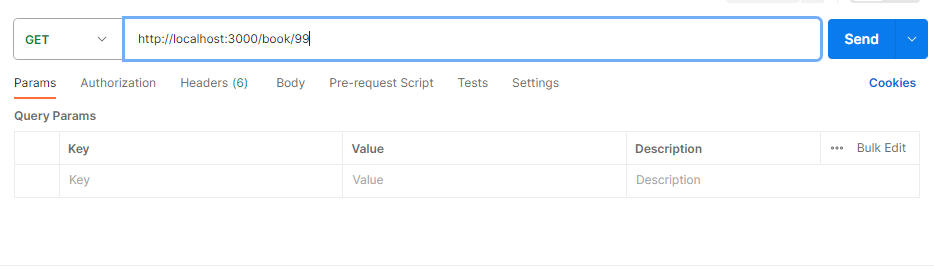 GET http://localhost:3000/book/99 Send
Params Authorization Headers (6) Body Pre-request Script Tests Settings Cookies
Query Params
Key Value Description Bulk Edit
Key Value Description